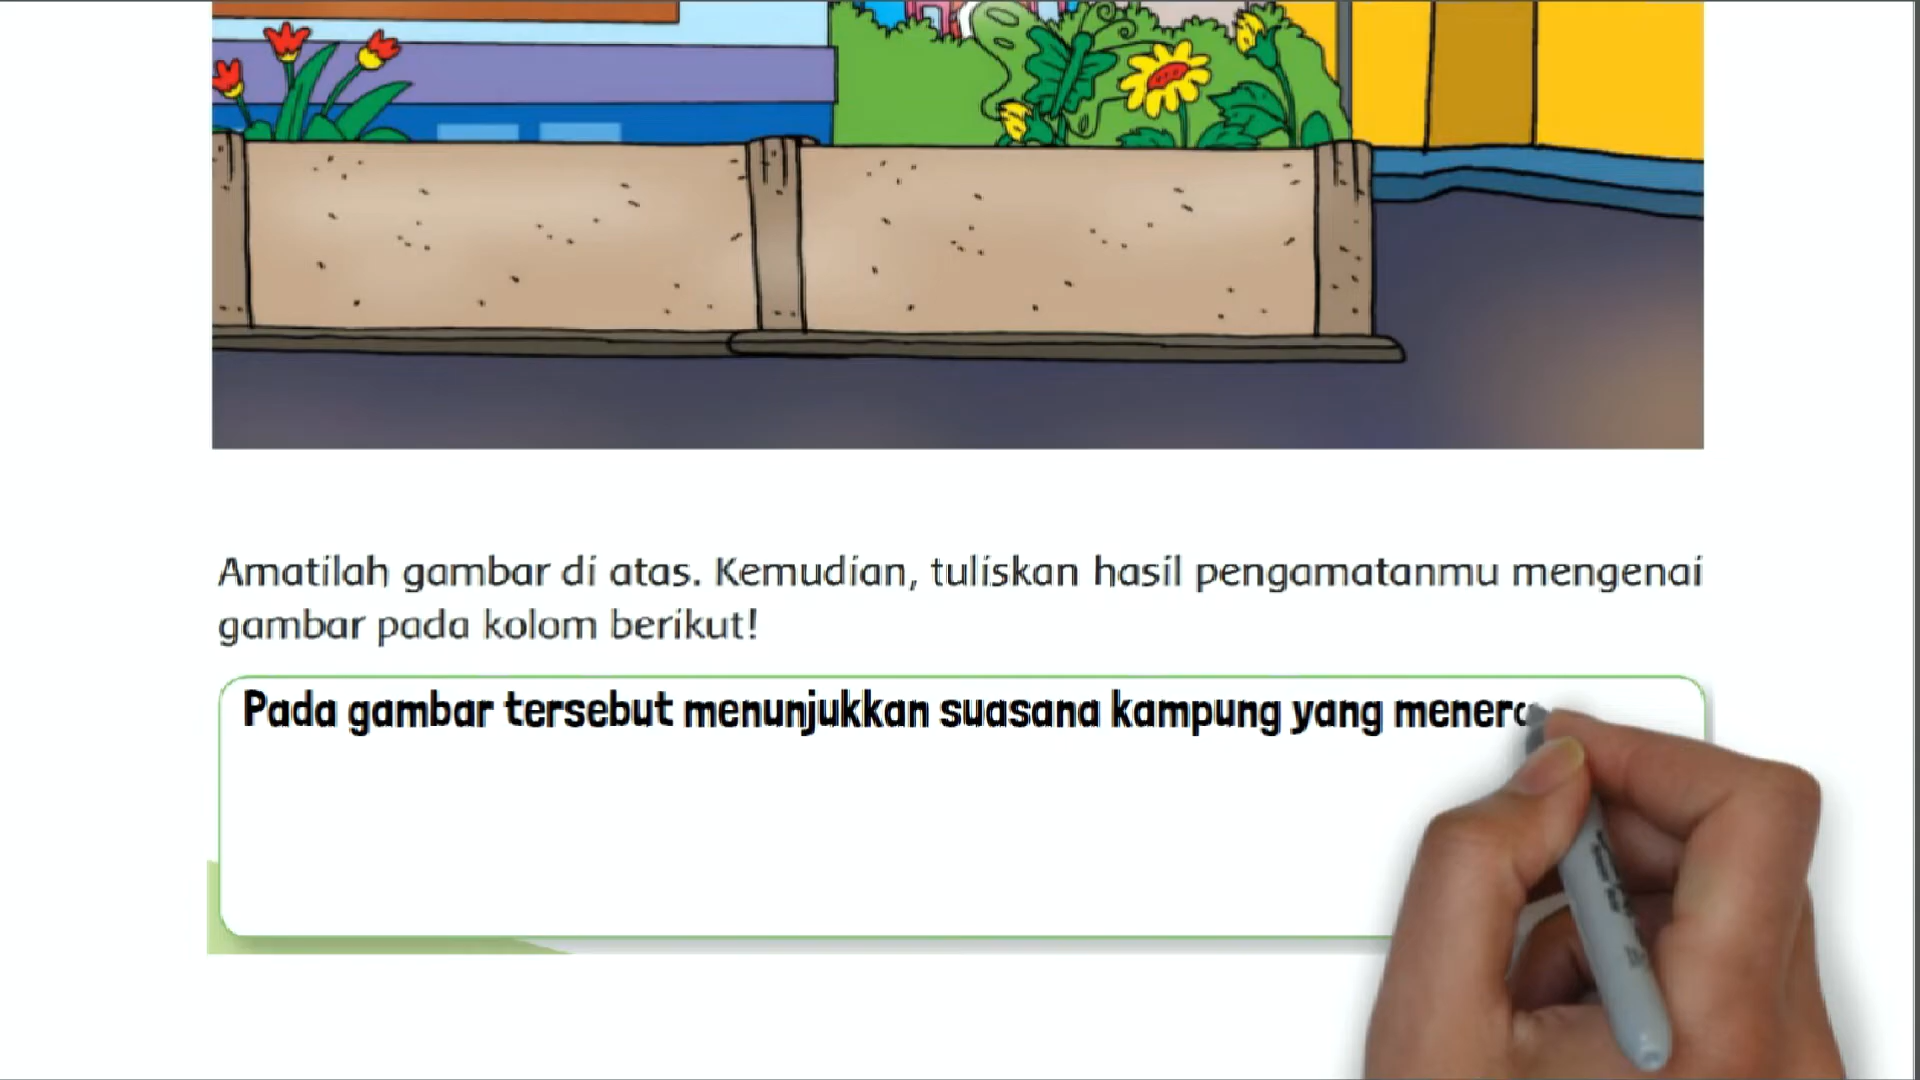 Amatilah gambar di atas. Kemudian, tuliskan hasil pengamatanmu mengenai
gambar pada kolom berikut!
Pada gambar tersebut menunjukkan suasana kampung yang